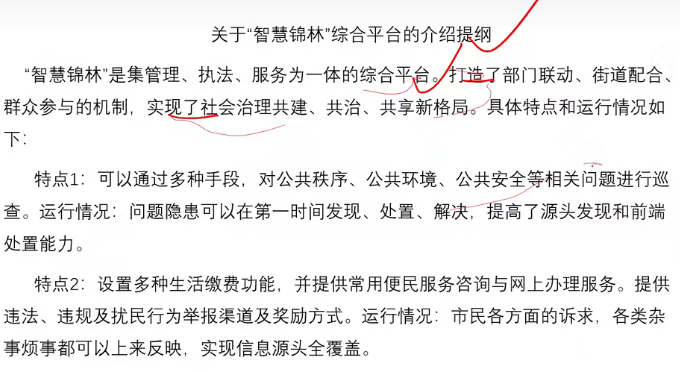 关于“智慧锦林”综合平台的介绍提纲
“智慧锦林”是集管理、执法、服务为一体的综合平台。打造了部门联动、街道配合、
群众参与的机制，实现了社会治理共建、共治、共享新格局。具体特点和运行情况如
下：
特点1：可以通过多种手段，对公共秩序、公共环境、公共安全等相关问题进行巡
查。运行情况：问题隐患可以在第一时间发现、处置、解决，提高了源头发现和前端
处置能力。
特点2：设置多种生活缴费功能，并提供常用便民服务咨询与网上办理服务。提供
违法、违规及扰民行为举报渠道及奖励方式。运行情况：市民各方面的诉求，各类杂
事烦事都可以上来反映，实现信息源头全覆盖。